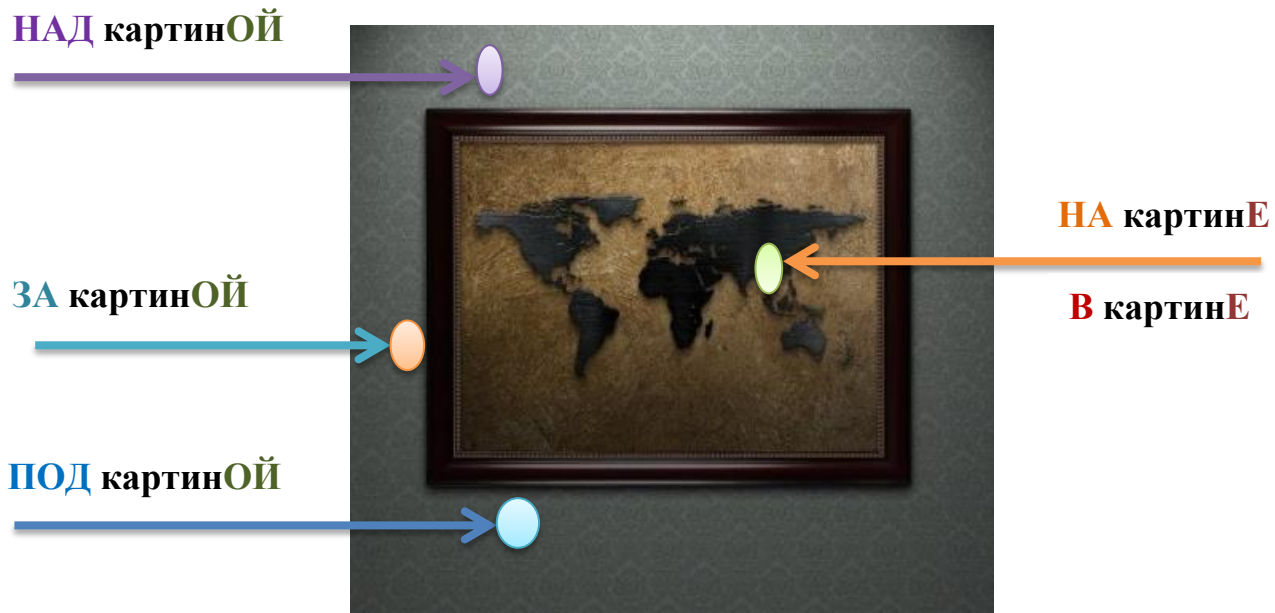 НАД картинОЙ
НА картинЕ
ЗА картинОЙ
В картинЕ
ПОД картинОЙ